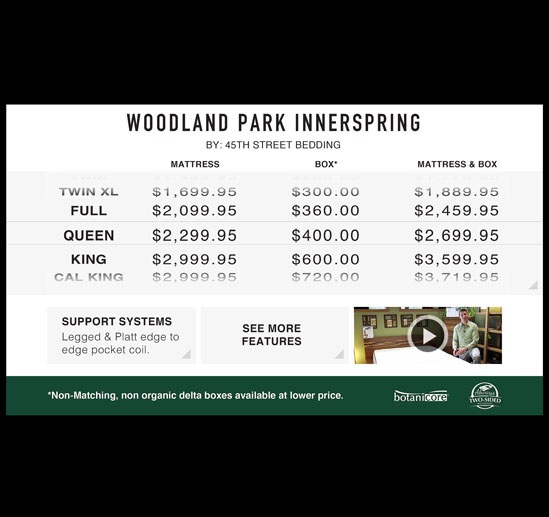 WOODLAND PARK INNERSPRING
BY: 45TH STREET BEDDING
MATTRESS BOX* MATTRESS & BOX
TWIN XL $1,699.95 $300.00 $1,889.95
FULL $2,099.95 $360.00 $2,459.95
QUEEN $2,299.95 $400.00 $2,699.95
KING $2,999.95 $600.00 $3,599.95
CAL KING $2,999.95 $720.00 $3,719.95
SUPPORT SYSTEMS
Legged & Platt edge to
edge pocket coil.
SEE MORE
FEATURES
*Non-Matching, non organic delta boxes available at lower price.
botanicore
TWO-SIDED